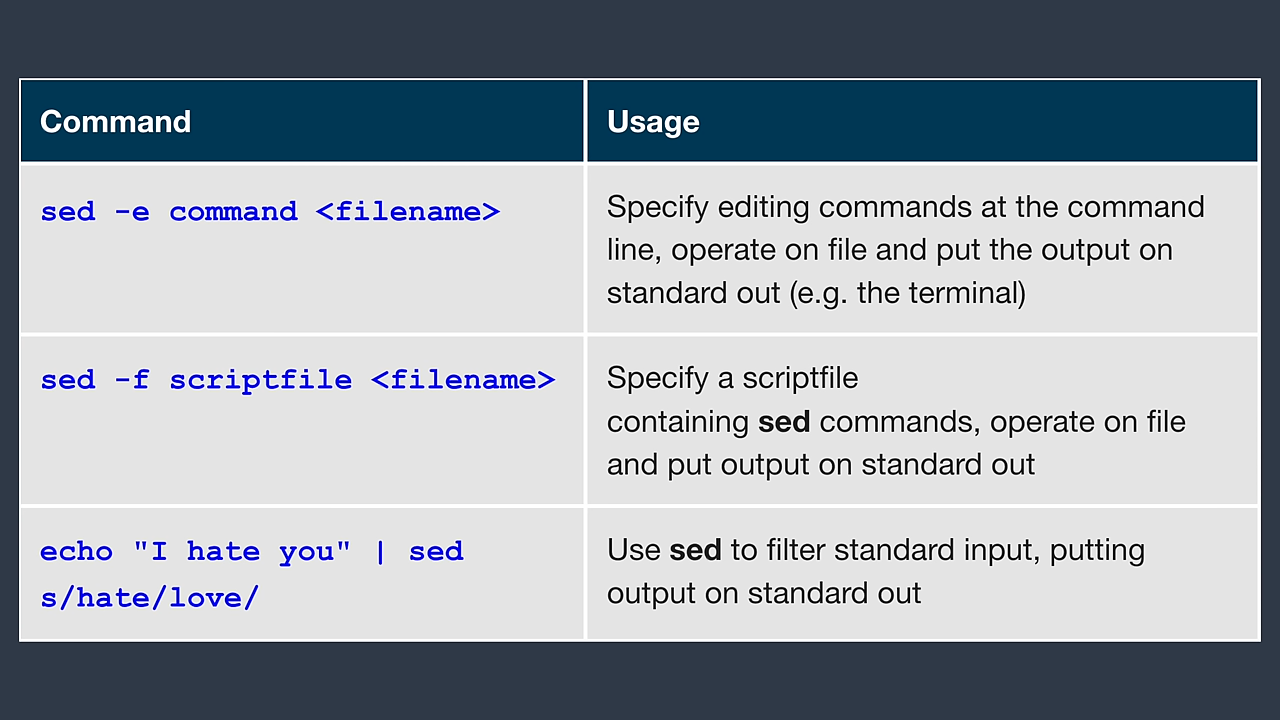 Command
Usage
sed -e command <filename>
Specify editing commands at the command
line, operate on file and put the output on
standard out (e.g. the terminal)
sed -f scriptfile <filename>
Specify a scriptfile
containing sed commands, operate on file
and put output on standard out
echo "I hate you" | sed
s/hate/love/
Use sed to filter standard input, putting
output on standard out